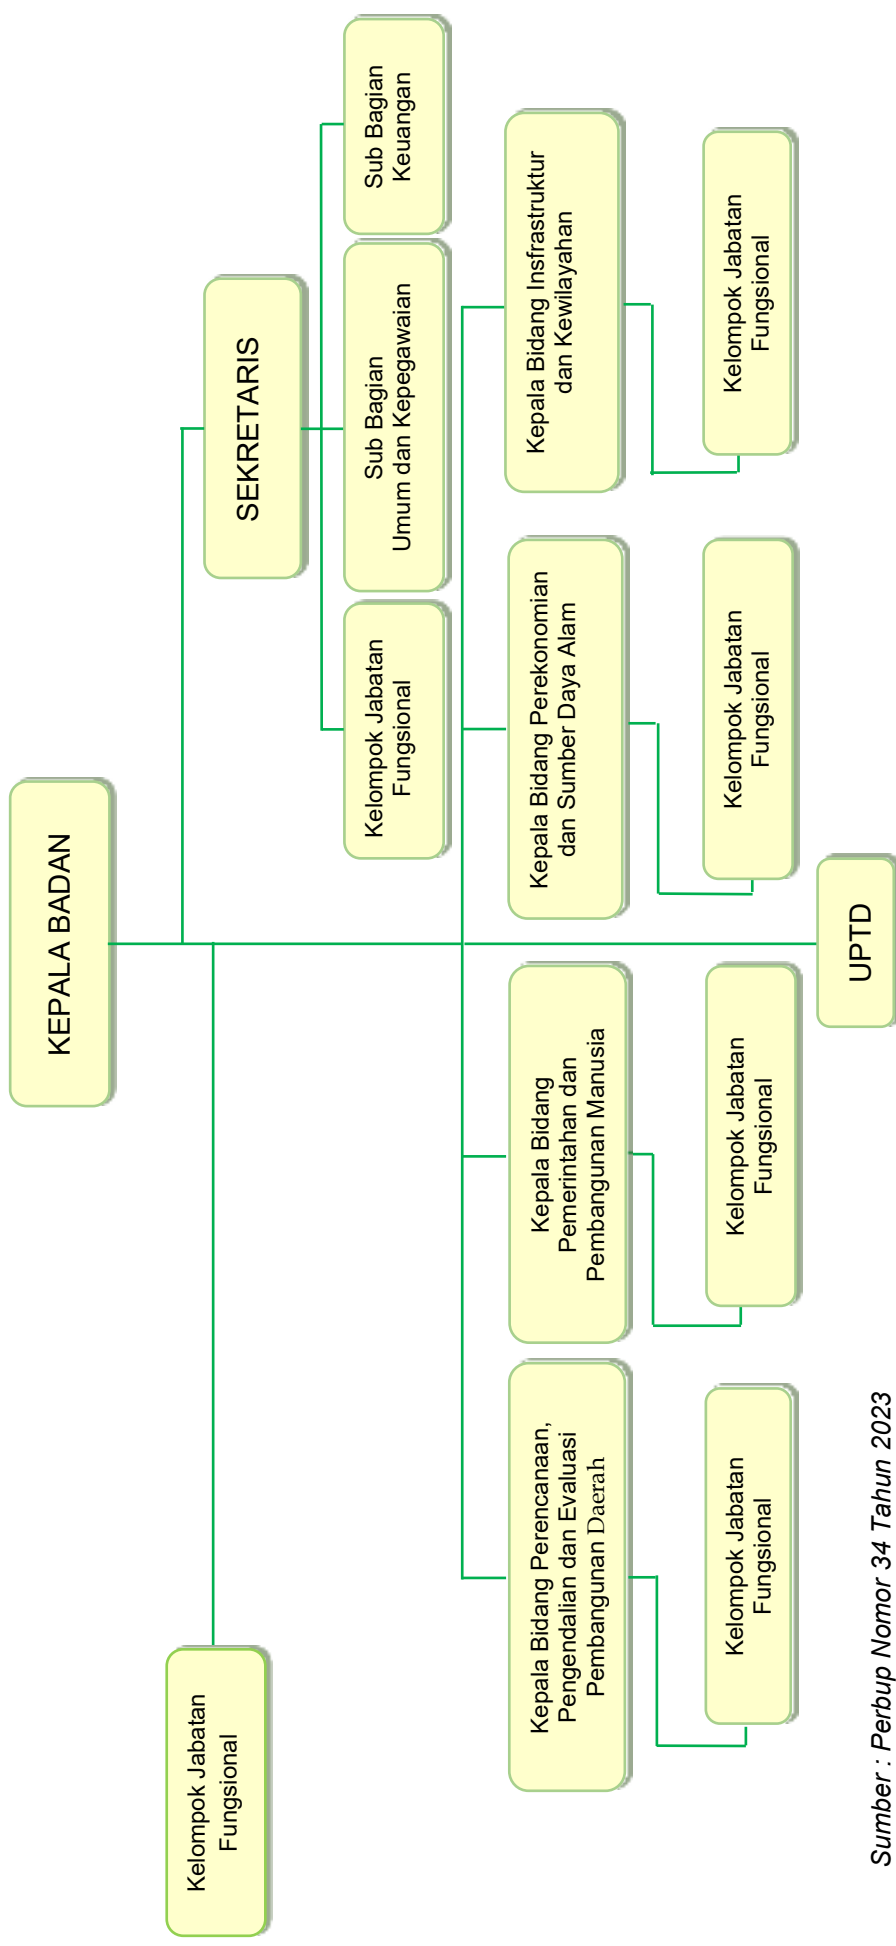 KEPALA BADAN
Kelompok Jabatan
Fungsional
SEKRETARIS
Kelompok Jabatan
Fungsional
Sub Bagian
Umum dan Kepegawaian
Sub Bagian
Keuangan
Kepala Bidang Perencanaan,
Pengendalian dan Evaluasi
Pembangunan Daerah
Kepala Bidang
Pemerintahan dan
Pembangunan Manusia
Kepala Bidang Perekonomian
dan Sumber Daya Alam
Kepala Bidang Insfrastruktur
dan Kewilayahan
Kelompok Jabatan
Fungsional
Kelompok Jabatan
Fungsional
Kelompok Jabatan
Fungsional
Kelompok Jabatan
Fungsional
UPTD
Sumber : Perbup Nomor 34 Tahun 2023